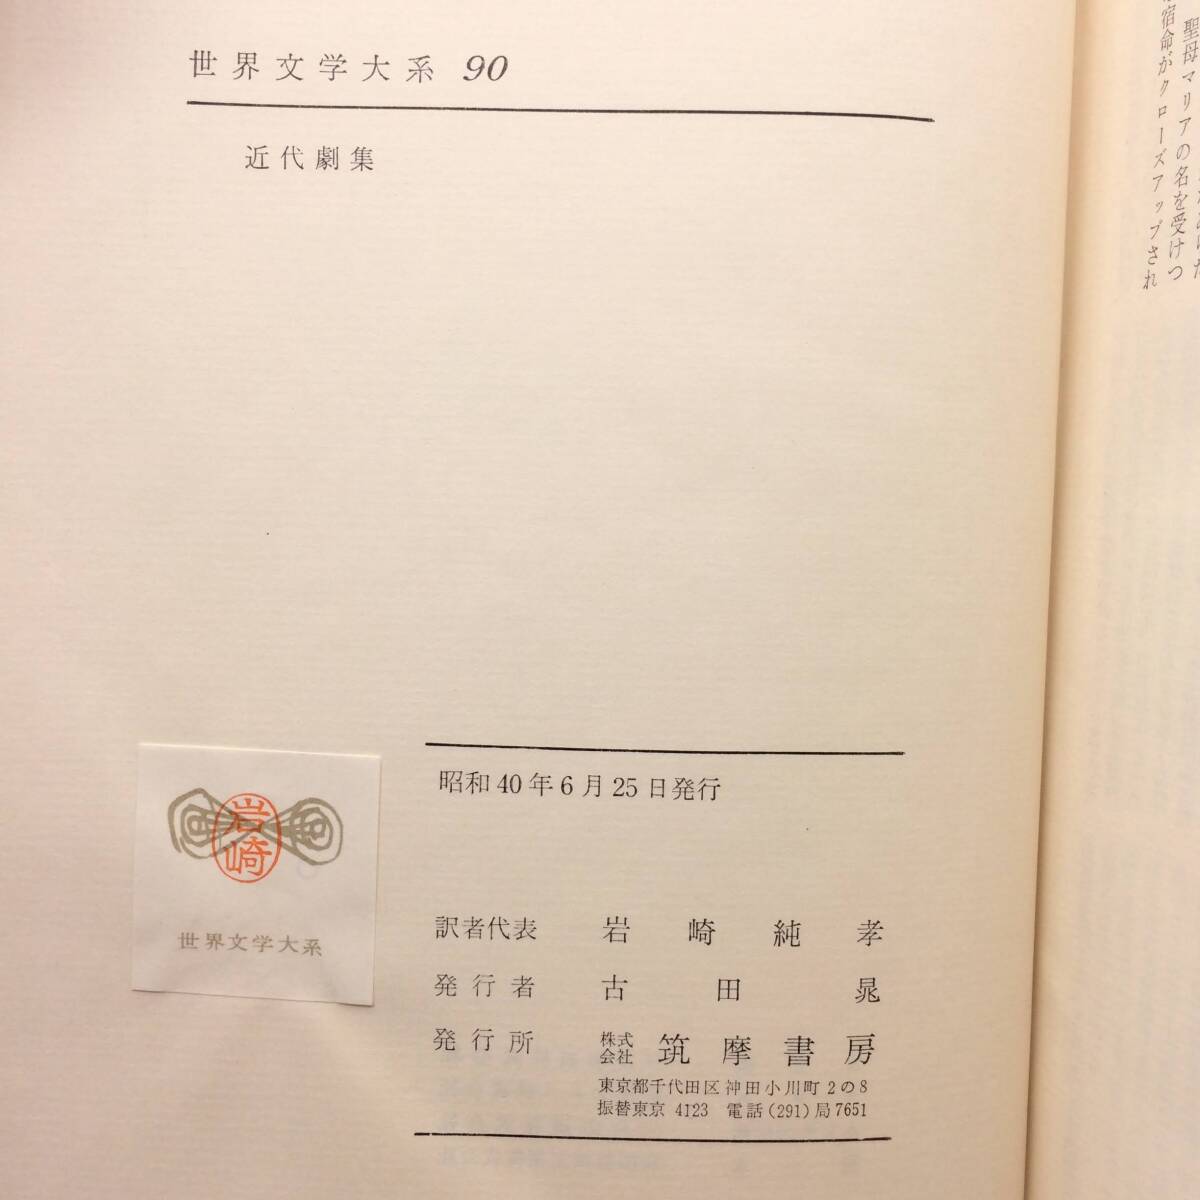 世界文学大系 90
近代劇集
聖母マリアの名を受けつ
宿命がクローズアップされ
昭和40年6月25日発行
岩崎
世界文学大系
訳者代表 岩崎純孝
発行者 古田晁
発行所 株式会社 筑摩書房
東京都千代田区神田小川町2の8
振替東京 4123 電話(291)局7651